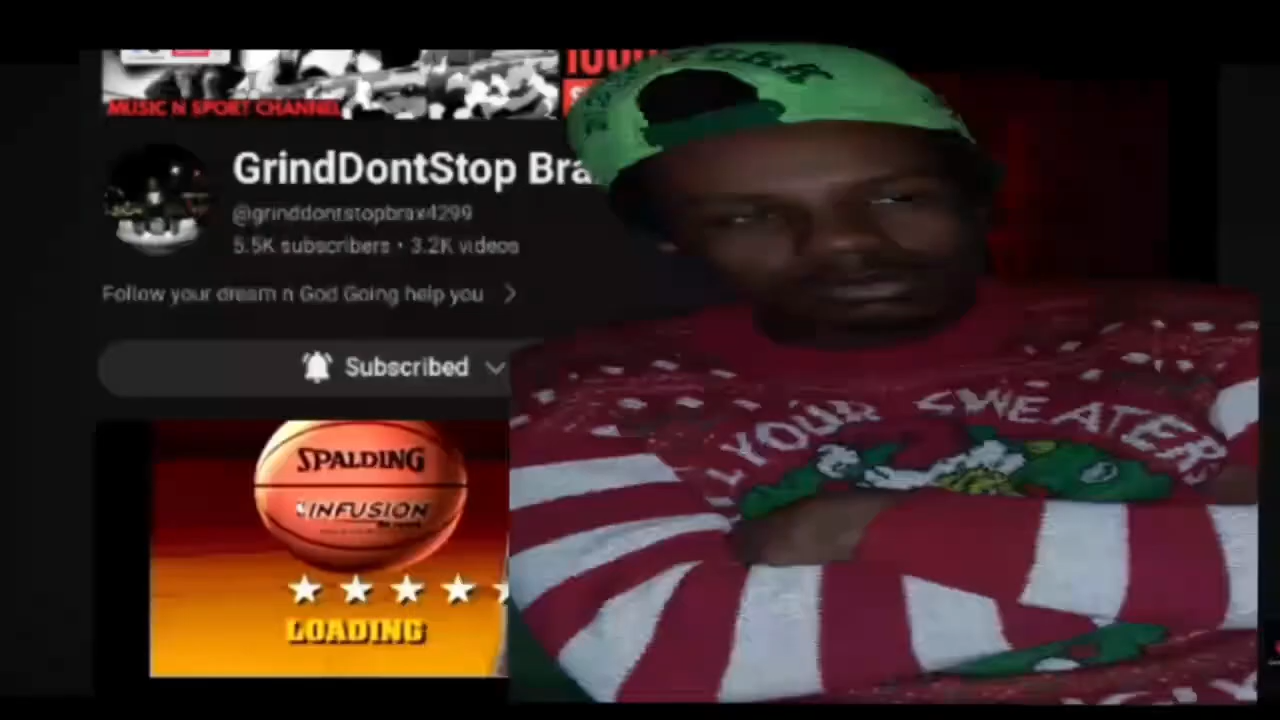 MUSIC N SPORT CHANNEL
GrindDontStop Bra
@grinddontstopbrax4299
5.5K subscribers • 3.2K videos
Follow your dream n God Going help you
Subscribed
SPALDING
INFUSION
LOADING
YOUR SWEATER